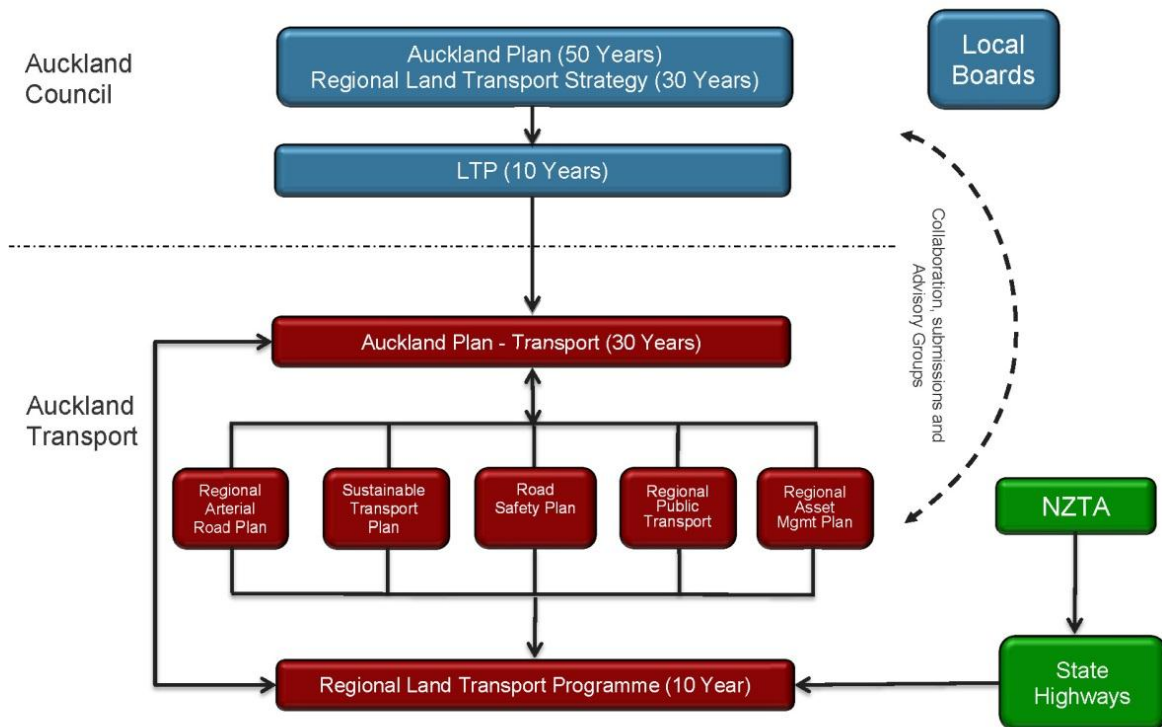 Auckland
Council
Auckland Plan (50 Years)
Regional Land Transport Strategy (30 Years)
Local
Boards
LTP (10 Years)
Collaboration, submissions and
Advisory Groups
Auckland
Transport
Auckland Plan - Transport (30 Years)
Regional
Arterial
Road Plan
Sustainable
Transport
Plan
Road
Safety Plan
Regional
Public
Transport
Regional
Asset
Mgmt Plan
NZTA
State
Highways
Regional Land Transport Programme (10 Year)